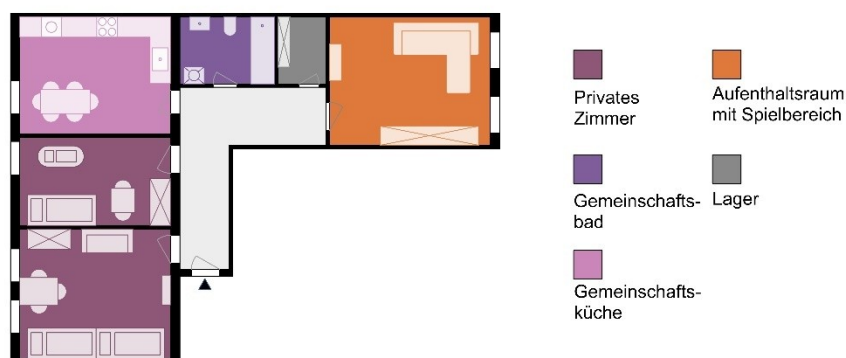 Privates
Zimmer
Aufenthaltsraum
mit Spielbereich
Gemeinschafts-
bad
Lager
Gemeinschafts-
küche